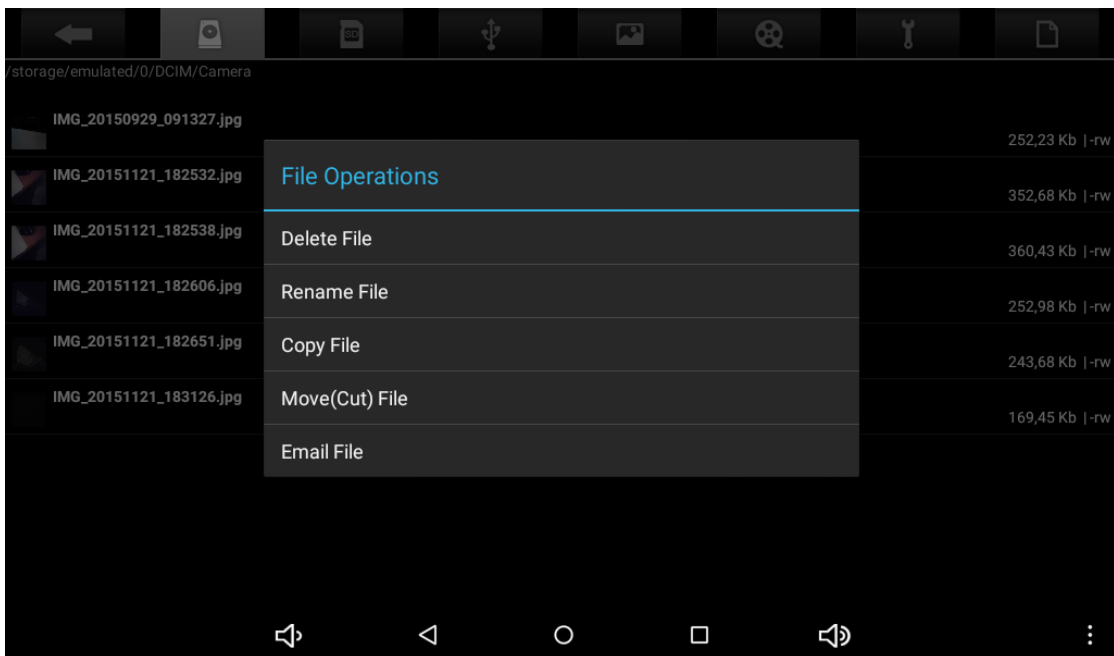 SD
/storage/emulated/0/DCIM/Camera
IMG_20150929_091327.jpg
252,23 Kb | -rw
IMG_20151121_182532.jpg
352,68 Kb | -rw
IMG_20151121_182538.jpg
360,43 Kb | -rw
IMG_20151121_182606.jpg
252,98 Kb | -rw
IMG_20151121_182651.jpg
243,68 Kb | -rw
IMG_20151121_183126.jpg
169,45 Kb | -rw
File Operations
Delete File
Rename File
Copy File
Move(Cut) File
Email File